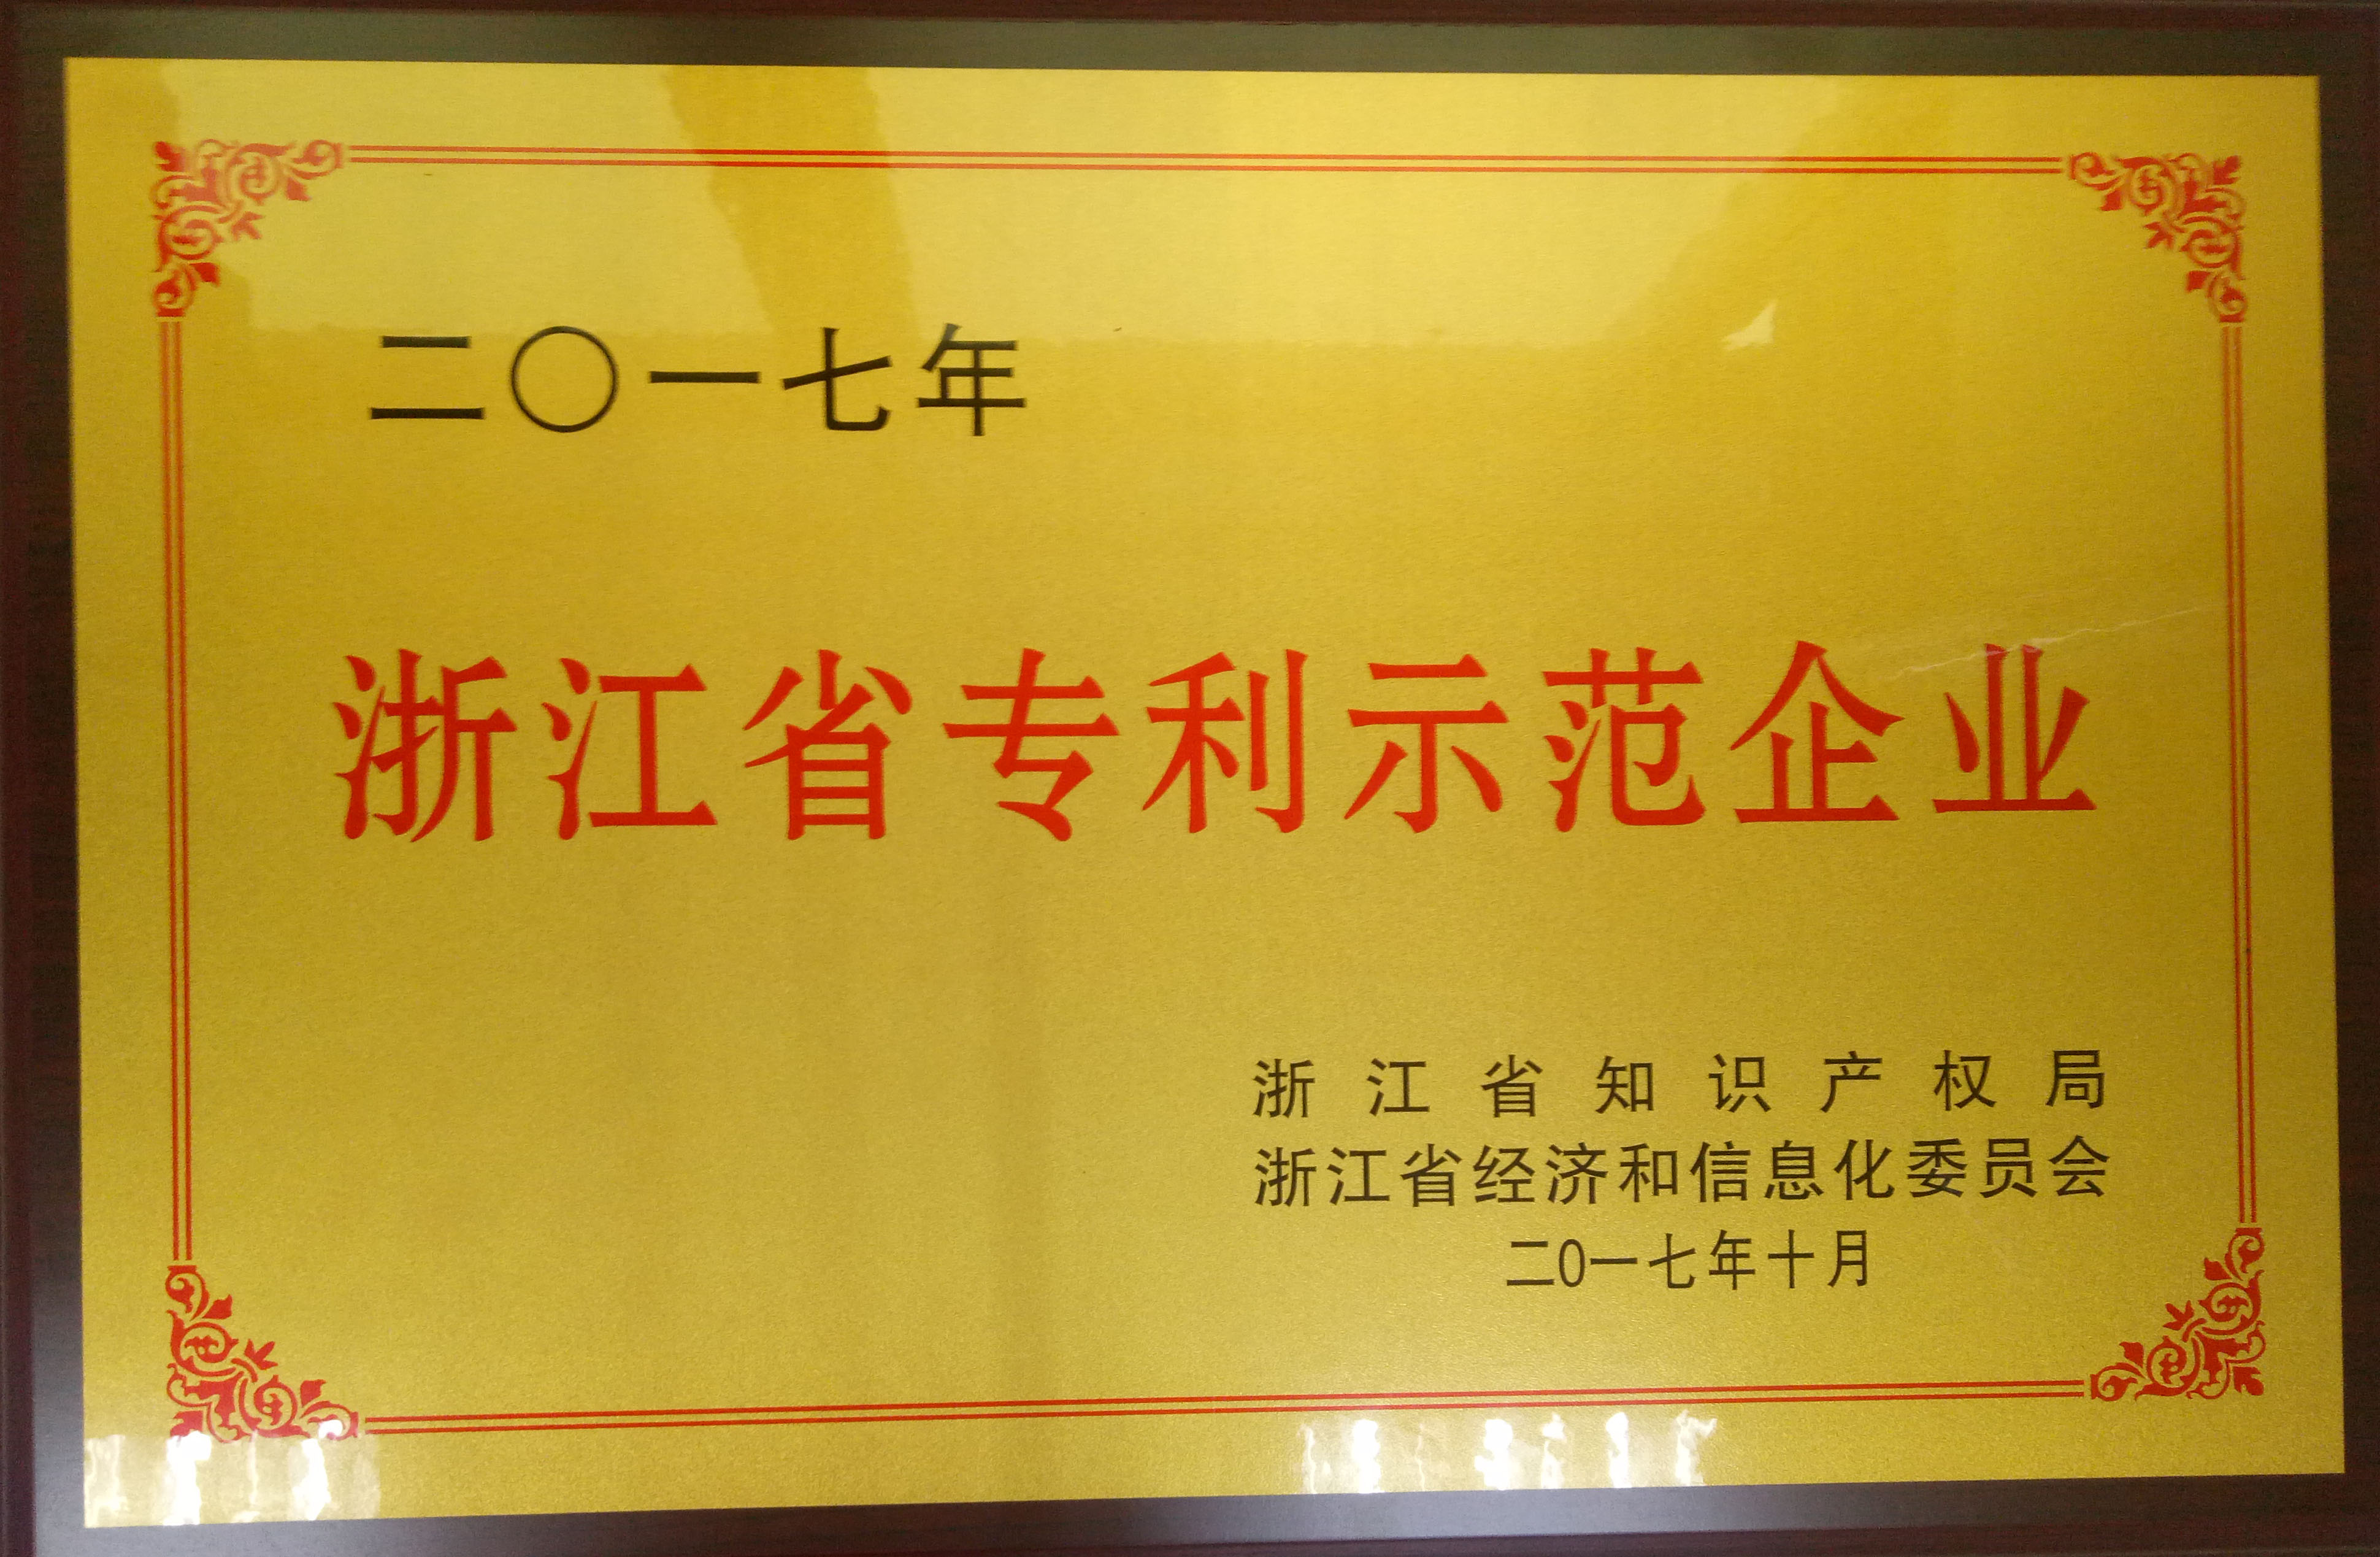 二〇一七年
浙江省专利示范企业
浙江省知识产权局
浙江省经济和信息化委员会
二0一七年十月